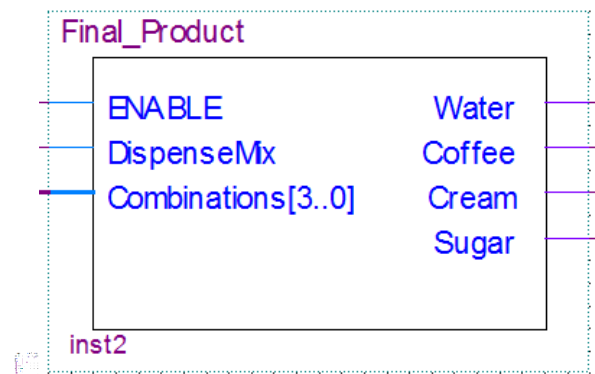 Final_Product
ENABLE Water
DispenseMix Coffee
Combinations[3..0] Cream
Sugar
inst2